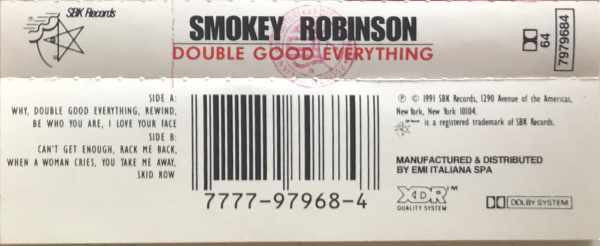 SBK Records
SMOKEY ROBINSON
DOUBLE GOOD EVERYTHING
64
7979684
SIDE A:
WHY, DOUBLE GOOD EVERYTHING, REWIND,
BE WHO YOU ARE, I LOVE YOUR FACE
SIDE B:
CAN'T GET ENOUGH, RACK ME BACK,
WHEN A WOMAN CRIES, YOU TAKE ME AWAY,
SKID ROW
7777-97968-4
℗ © 1991 SBK Records, 1290 Avenue of the Americas,
New York, New York 10104.
is a registered trademark of SBK Records.
MANUFACTURED & DISTRIBUTED
BY EMI ITALIANA SPA
XDR™
QUALITY SYSTEM
DOLBY SYSTEM